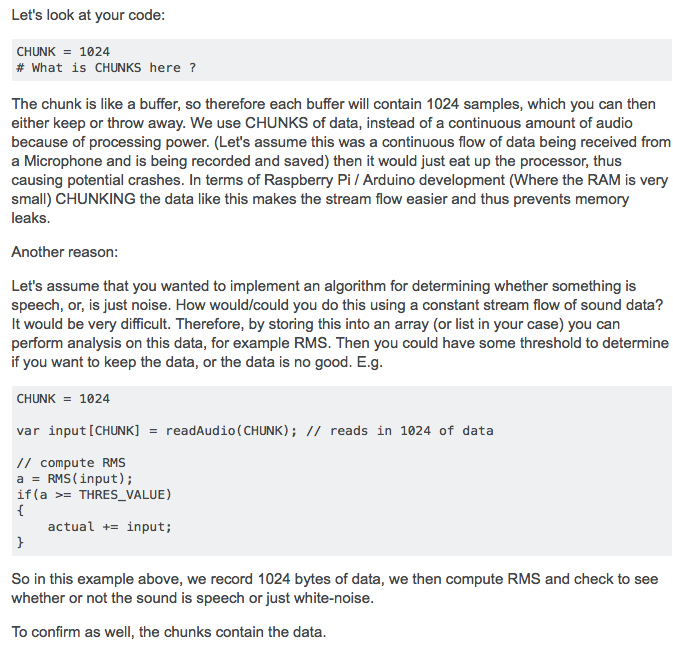 Let's look at your code:
CHUNK = 1024
# What is CHUNKS here ?
The chunk is like a buffer, so therefore each buffer will contain 1024 samples, which you can then
either keep or throw away. We use CHUNKS of data, instead of a continuous amount of audio
because of processing power. (Let's assume this was a continuous flow of data being received from
a Microphone and is being recorded and saved) then it would just eat up the processor, thus
causing potential crashes. In terms of Raspberry Pi / Arduino development (Where the RAM is very
small) CHUNKING the data like this makes the stream flow easier and thus prevents memory
leaks.
Another reason:
Let's assume that you wanted to implement an algorithm for determining whether something is
speech, or, is just noise. How would/could you do this using a constant stream flow of sound data?
It would be very difficult. Therefore, by storing this into an array (or list in your case) you can
perform analysis on this data, for example RMS. Then you could have some threshold to determine
if you want to keep the data, or the data is no good. E.g.
CHUNK = 1024
var input[CHUNK] = readAudio(CHUNK); // reads in 1024 of data
// compute RMS
a = RMS(input);
if(a >= THRES_VALUE)
{
    actual += input;
}
So in this example above, we record 1024 bytes of data, we then compute RMS and check to see
whether or not the sound is speech or just white-noise.
To confirm as well, the chunks contain the data.